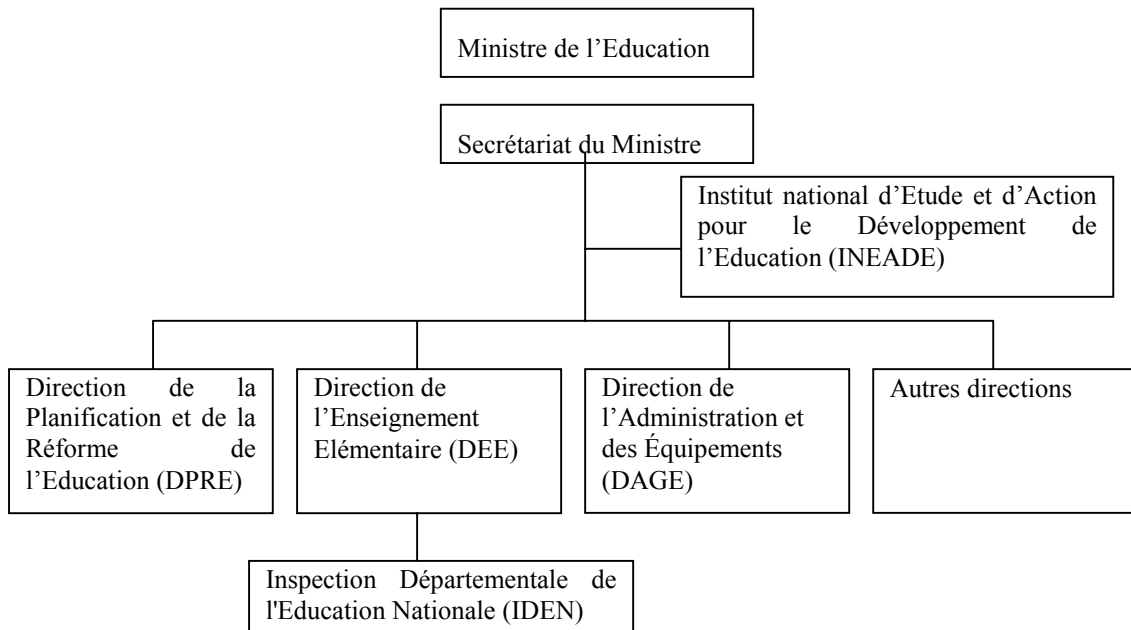 Ministre de l’Education
Secrétariat du Ministre
Institut national d’Etude et d’Action
pour le Développement de
l’Education (INEADE)
Direction de la
Planification et de la
Réforme de
l’Education (DPRE)
Direction de
l’Enseignement
Elémentaire (DEE)
Direction de
l’Administration et
des Équipements
(DAGE)
Autres directions
Inspection Départementale de
l'Education Nationale (IDEN)